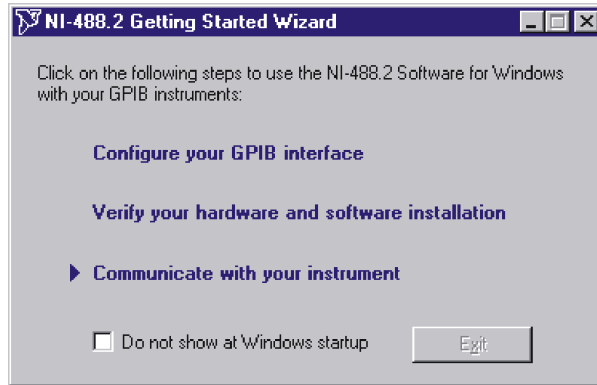 NI-488.2 Getting Started Wizard
Click on the following steps to use the NI-488.2 Software for Windows
with your GPIB instruments:
Configure your GPIB interface
Verify your hardware and software installation
Communicate with your instrument
Do not show at Windows startup
Exit